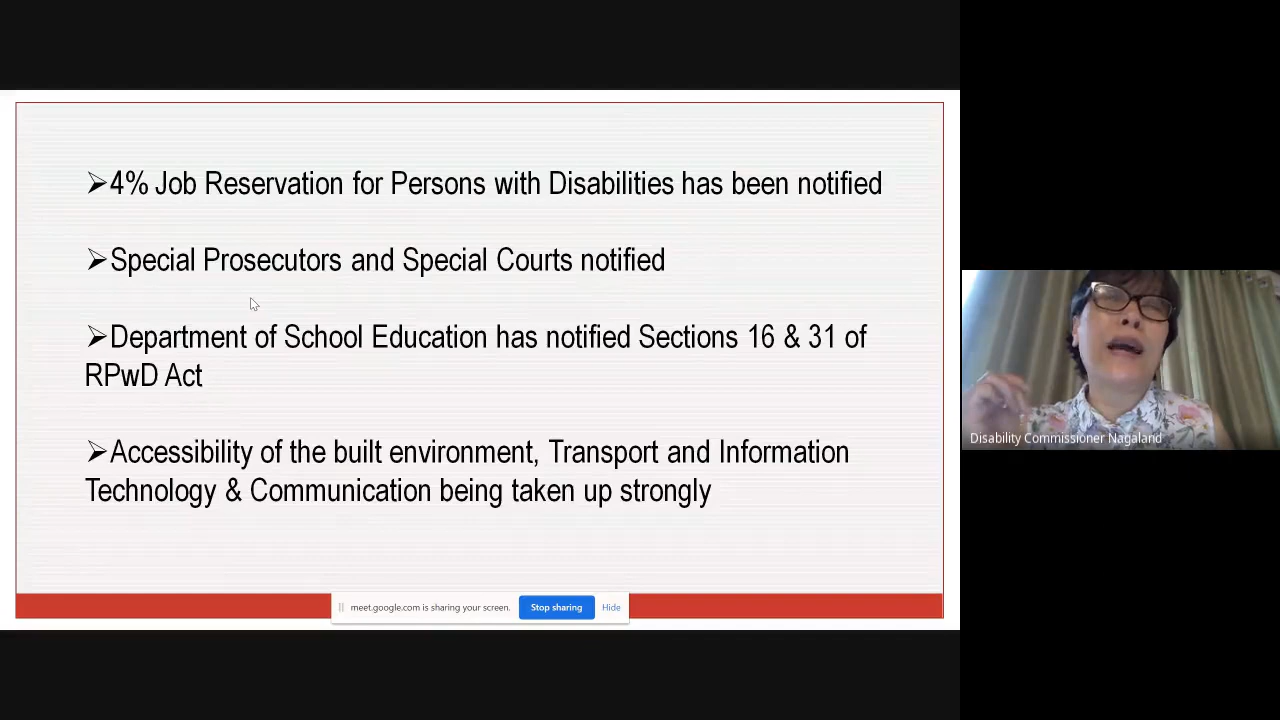 ➢4% Job Reservation for Persons with Disabilities has been notified
➢Special Prosecutors and Special Courts notified
➢Department of School Education has notified Sections 16 & 31 of
RPwD Act
➢Accessibility of the built environment, Transport and Information
Technology & Communication being taken up strongly
meet.google.com is sharing your screen. Stop sharing Hide
Disability Commissioner Nagaland